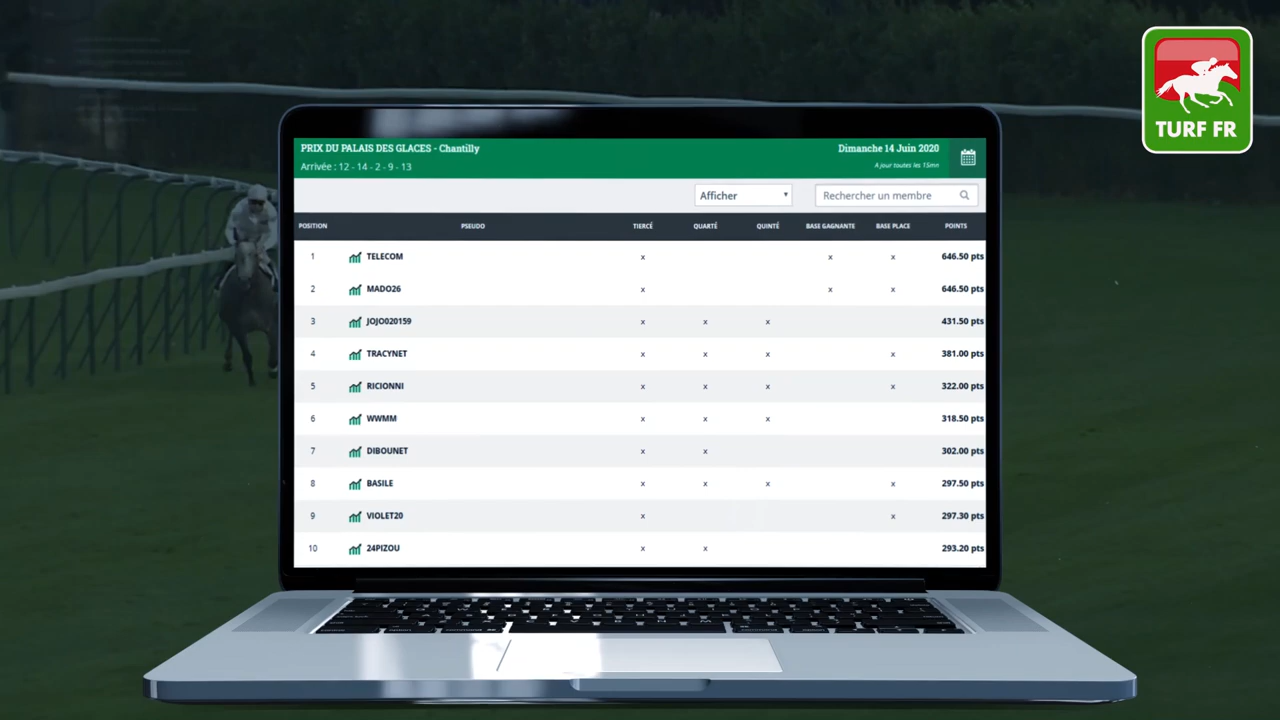 TURF FR
PRIX DU PALAIS DES GLACES - Chantilly
Dimanche 14 Juin 2020
Arrivée : 12 - 14 - 2 - 9 - 13
A jour toutes les 15mn
Afficher
Rechercher un membre
POSITION PSEUDO TIERCÉ QUARTÉ QUINTÉ BASE GAGNANTE BASE PLACE POINTS
1 TELECOM x x x 646.50 pts
2 MADO26 x x x 646.50 pts
3 JOJO020159 x x x 431.50 pts
4 TRACYNET x x x x 381.00 pts
5 RICIONNI x x x x 322.00 pts
6 WWMM x x x 318.50 pts
7 DIBOUNET x x 302.00 pts
8 BASILE x x x x 297.50 pts
9 VIOLET20 x x 297.30 pts
10 24PIZOU x x 293.20 pts